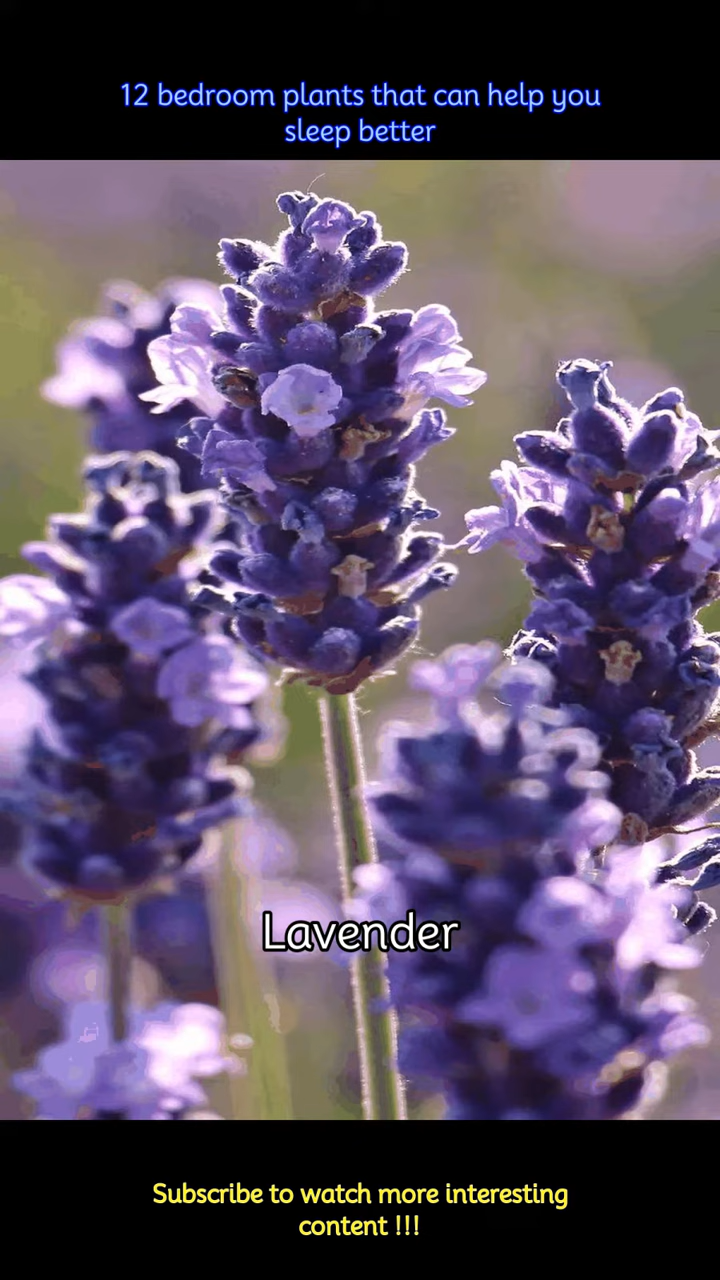 12 bedroom plants that can help you
sleep better
Lavender
Subscribe to watch more interesting
content !!!